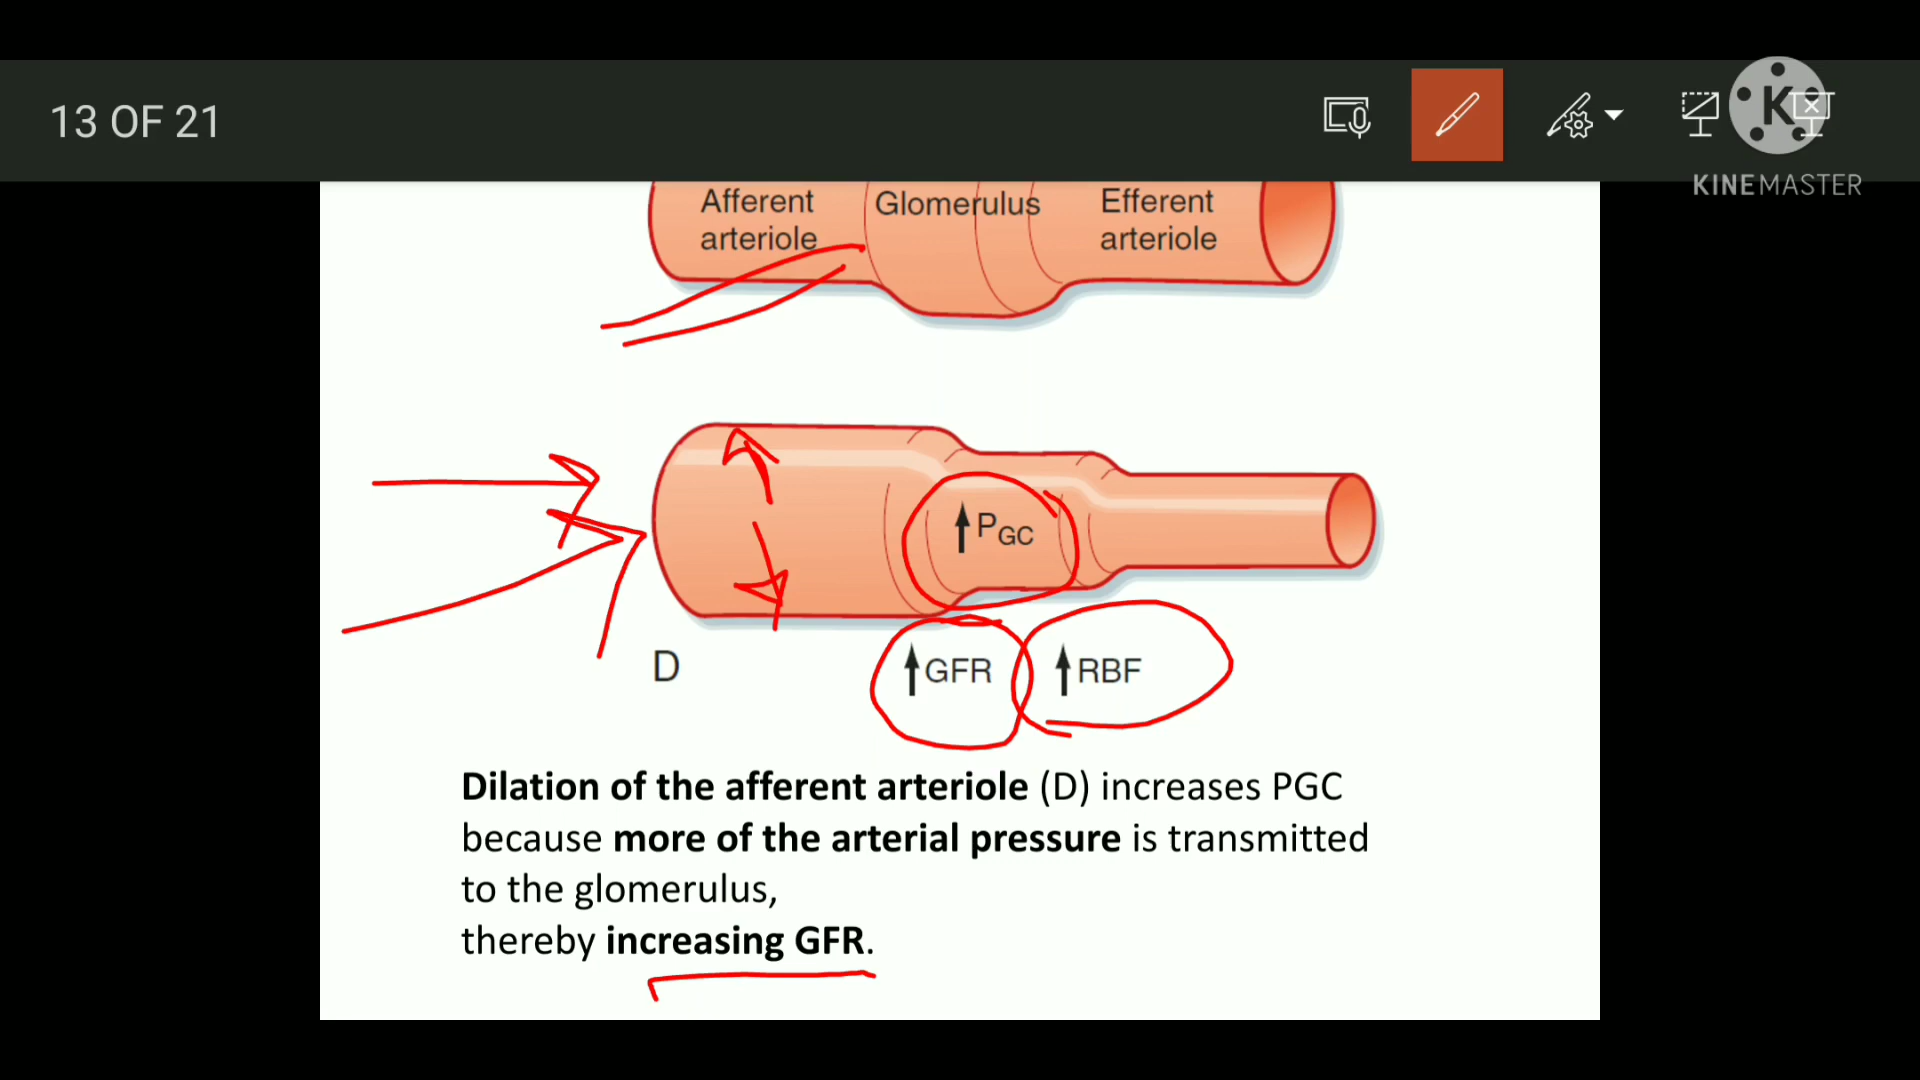 13 OF 21
K
KINEMASTER
Afferent
arteriole
Glomerulus
Efferent
arteriole
PGC
D
GFR
RBF
Dilation of the afferent arteriole (D) increases PGC
because more of the arterial pressure is transmitted
to the glomerulus,
thereby increasing GFR.